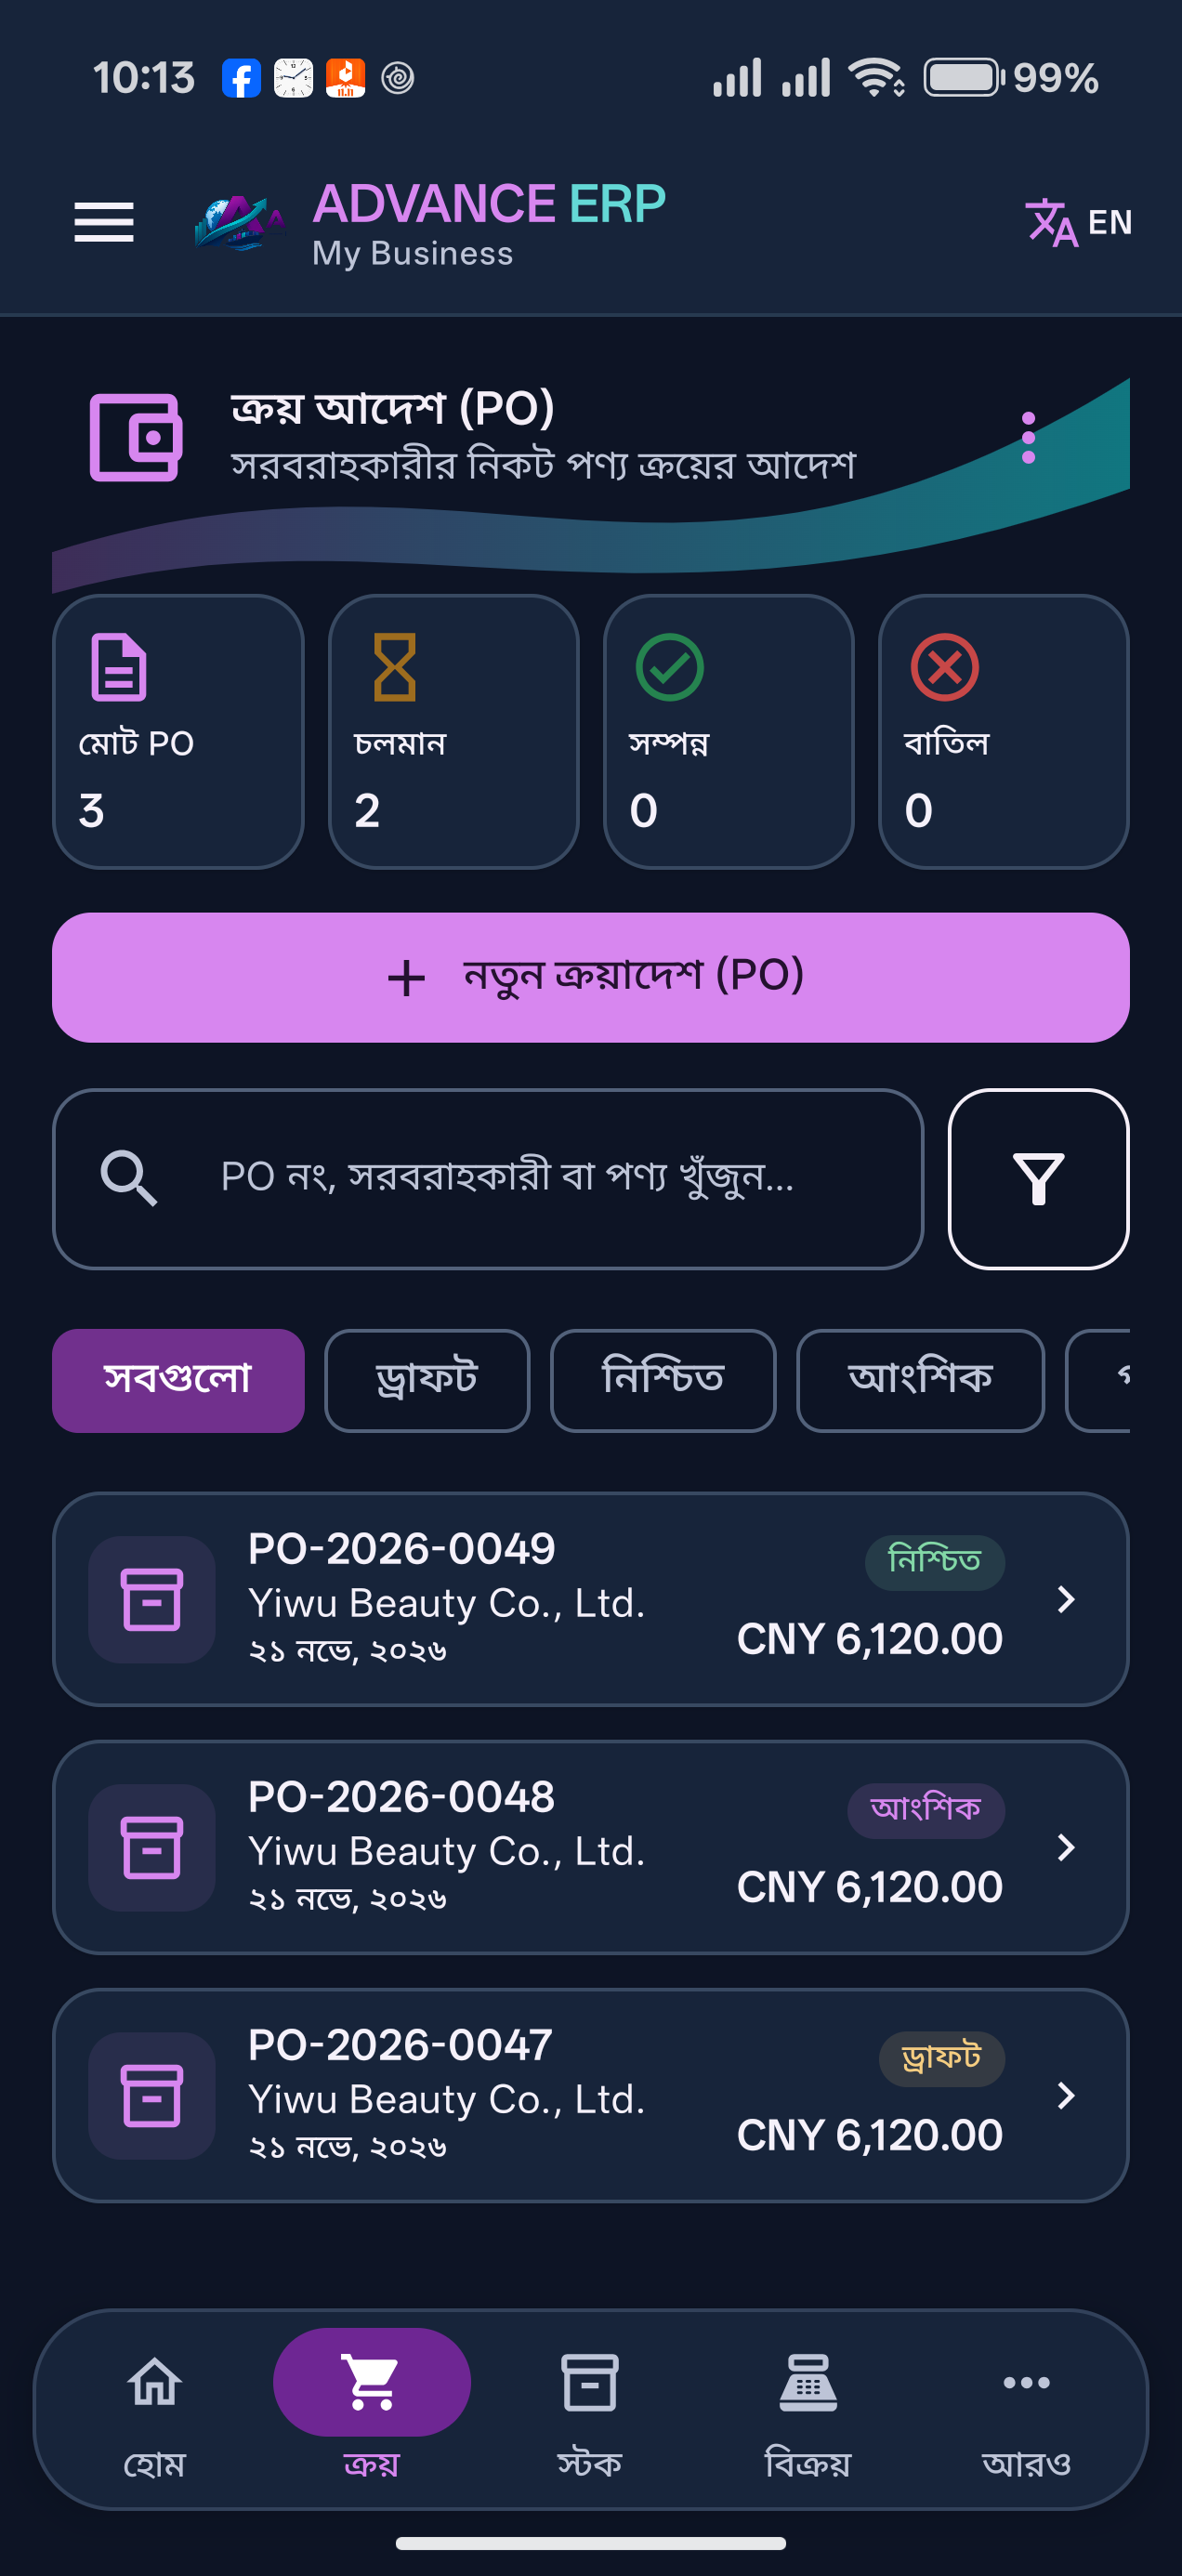 10:13
99%
ADVANCE ERP
My Business
EN
ক্রয় আদেশ (PO)
সরবরাহকারীর নিকট পণ্য ক্রয়ের আদেশ
মোট PO
3
চলমান
2
সম্পন্ন
0
বাতিল
0
+ নতুন ক্রয়াদেশ (PO)
PO নং, সরবরাহকারী বা পণ্য খুঁজুন...
সবগুলো
ড্রাফট
নিশ্চিত
আংশিক
PO-2026-0049
Yiwu Beauty Co., Ltd.
২১ নভে, ২০২৬
নিশ্চিত
CNY 6,120.00
PO-2026-0048
Yiwu Beauty Co., Ltd.
২১ নভে, ২০২৬
আংশিক
CNY 6,120.00
PO-2026-0047
Yiwu Beauty Co., Ltd.
২১ নভে, ২০২৬
ড্রাফট
CNY 6,120.00
হোম
ক্রয়
স্টক
বিক্রয়
আরও